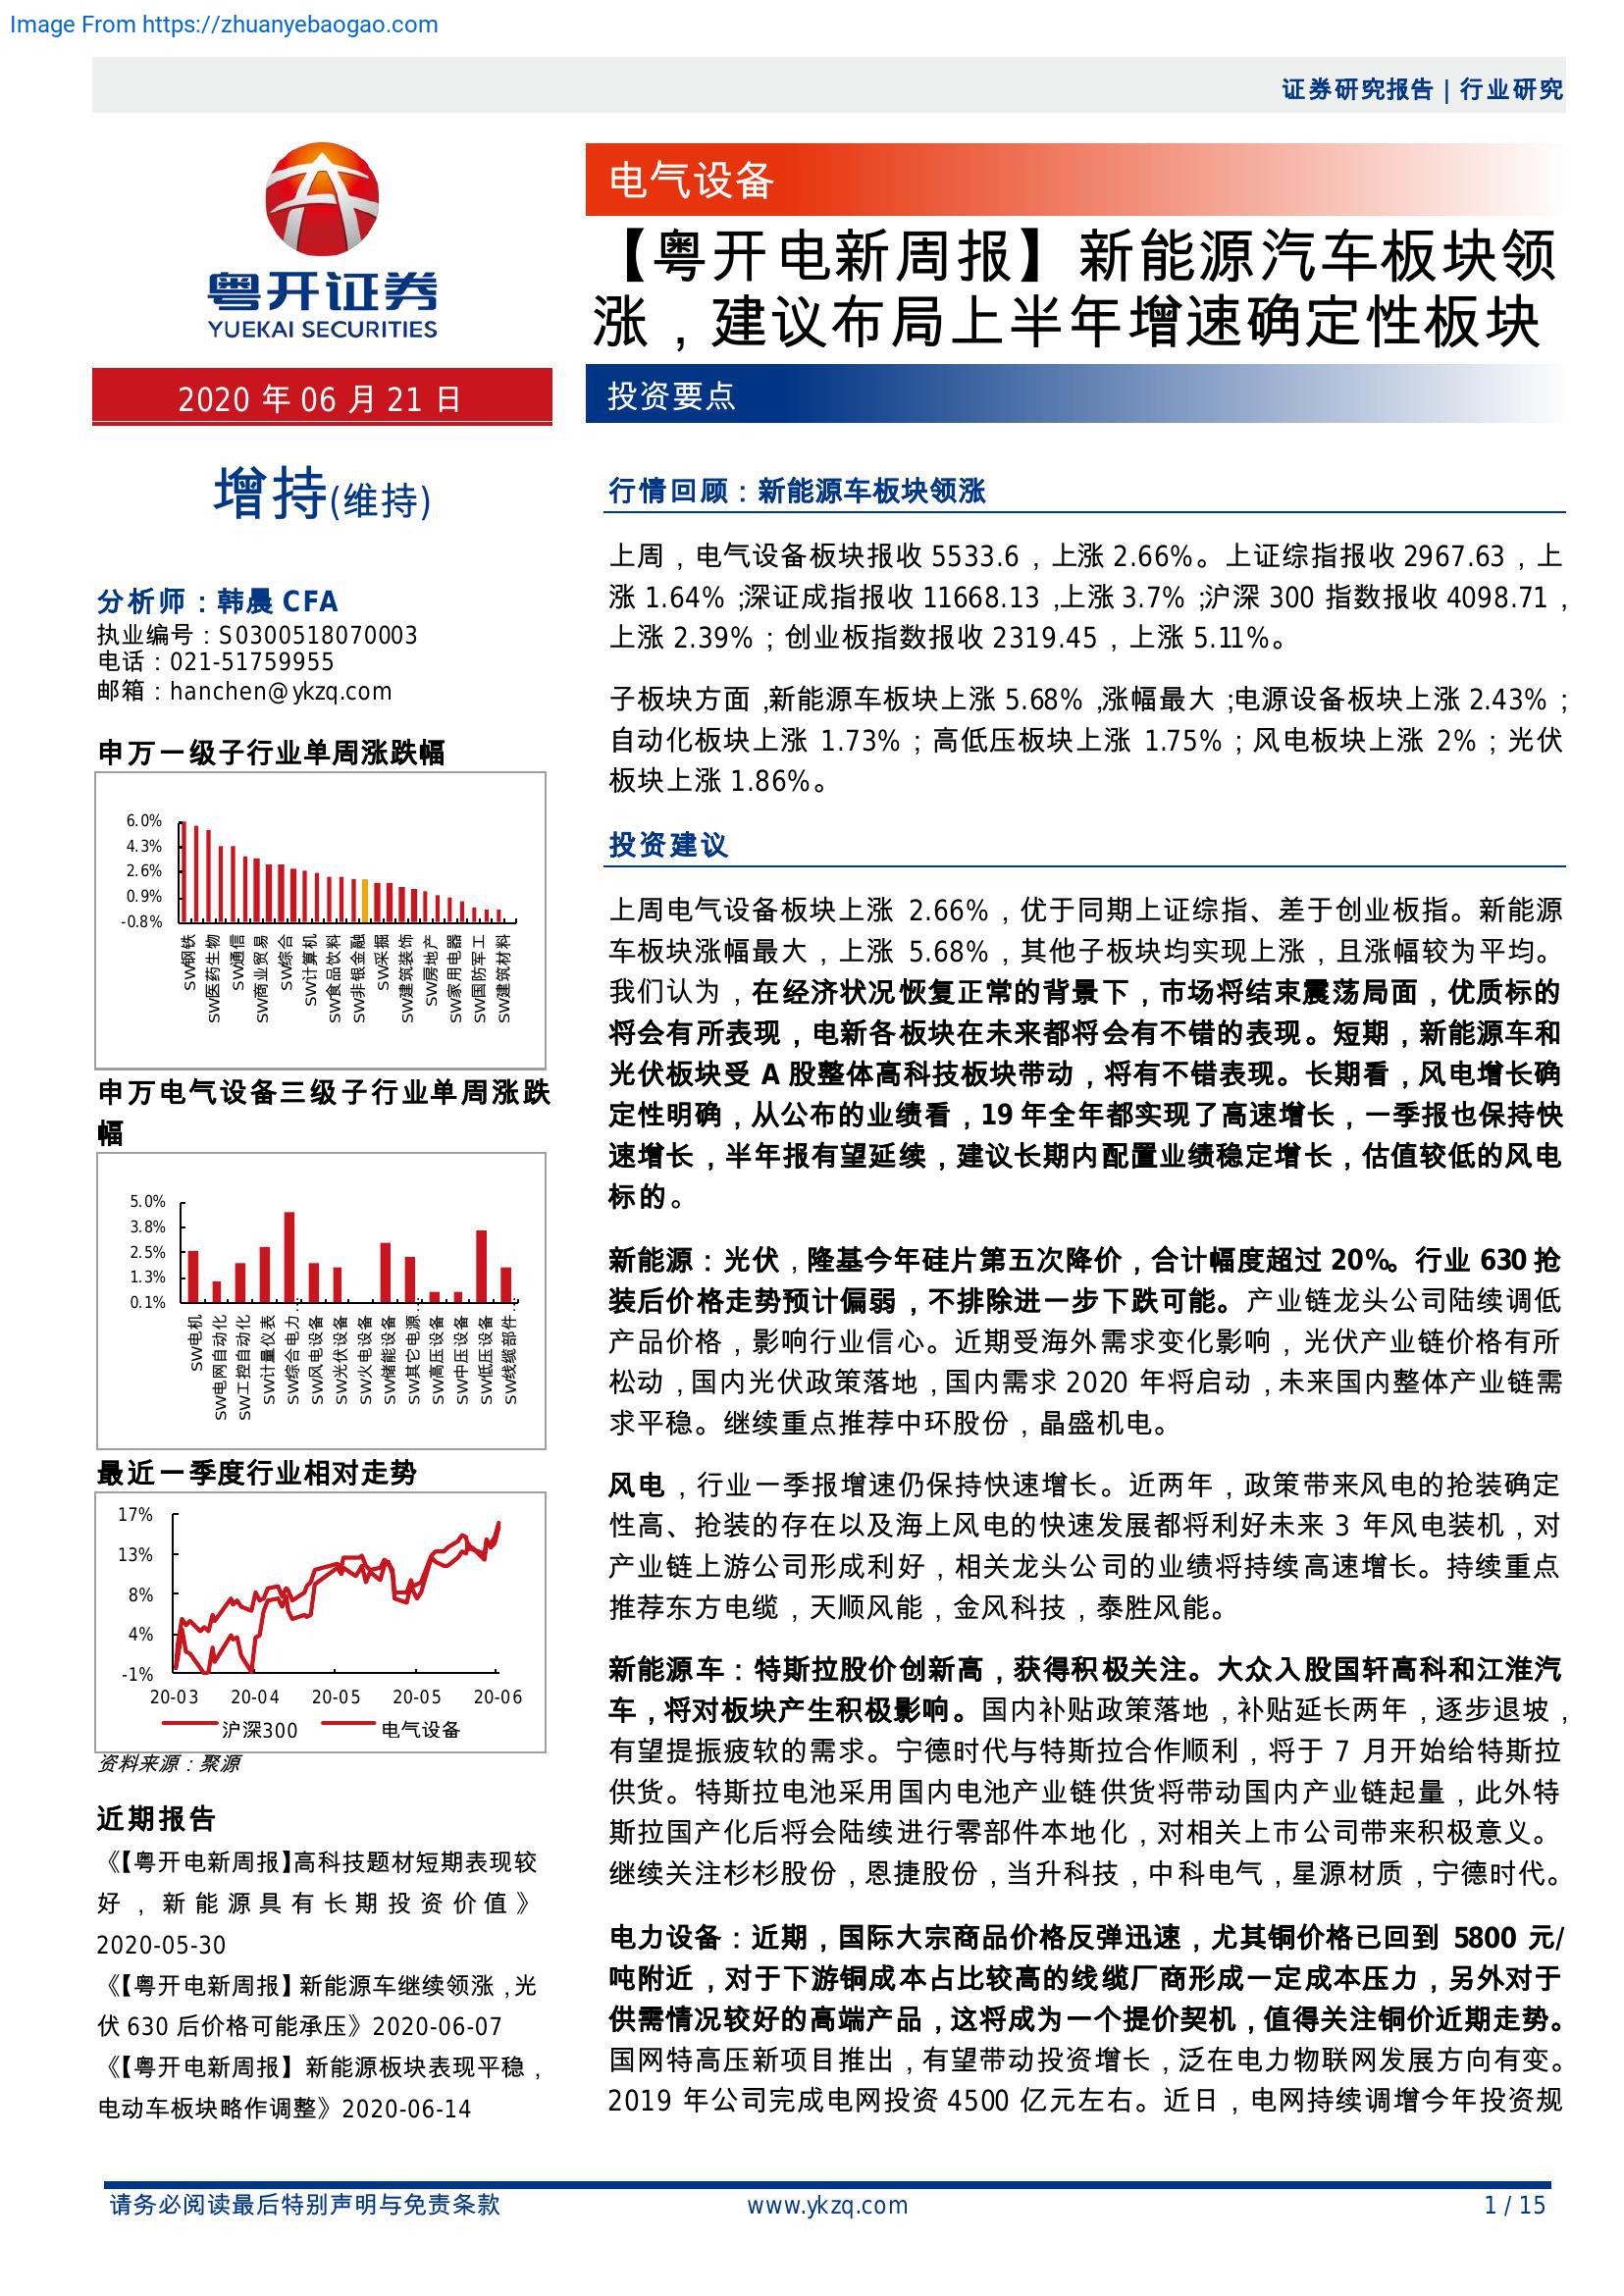 Image From https://zhuanyebaogao.com
证券研究报告 | 行业研究
粤开证券
YUEKAI SECURITIES
2020 年 06 月 21 日
增持(维持)
分析师：韩晨 CFA
执业编号：S0300518070003
电话：021-51759955
邮箱：hanchen@ykzq.com
申万一级子行业单周涨跌幅
6.0%
4.3%
2.6%
0.9%
-0.8%
SW钢铁
SW医药生物
SW通信
SW商业贸易
SW综合
SW计算机
SW食品饮料
SW非银金融
SW采掘
SW建筑装饰
SW房地产
SW家用电器
SW国防军工
SW建筑材料
申万电气设备三级子行业单周涨跌
幅
5.0%
3.8%
2.5%
1.3%
0.1%
SW电机
SW电网自动化
SW工控自动化
SW计量仪表
SW综合电力…
SW风电设备
SW光伏设备
SW火电设备
SW储能设备
SW其它电源…
SW高压设备
SW中压设备
SW低压设备
SW线缆部件…
最近一季度行业相对走势
17%
13%
8%
4%
-1%
20-03 20-04 20-05 20-05 20-06
沪深300 电气设备
资料来源：聚源
近期报告
《【粤开电新周报】高科技题材短期表现较
好，新能源具有长期投资价值》
2020-05-30
《【粤开电新周报】新能源车继续领涨，光
伏 630 后价格可能承压》2020-06-07
《【粤开电新周报】新能源板块表现平稳，
电动车板块略作调整》2020-06-14
电气设备
【粤开电新周报】新能源汽车板块领
涨，建议布局上半年增速确定性板块
投资要点
行情回顾：新能源车板块领涨
上周，电气设备板块报收 5533.6，上涨 2.66%。上证综指报收 2967.63，上
涨 1.64%；深证成指报收 11668.13，上涨 3.7%；沪深 300 指数报收 4098.71，
上涨 2.39%；创业板指数报收 2319.45，上涨 5.11%。
子板块方面，新能源车板块上涨 5.68%，涨幅最大；电源设备板块上涨 2.43%；
自动化板块上涨 1.73%；高低压板块上涨 1.75%；风电板块上涨 2%；光伏
板块上涨 1.86%。
投资建议
上周电气设备板块上涨 2.66%，优于同期上证综指、差于创业板指。新能源
车板块涨幅最大，上涨 5.68%，其他子板块均实现上涨，且涨幅较为平均。
我们认为，在经济状况恢复正常的背景下，市场将结束震荡局面，优质标的
将会有所表现，电新各板块在未来都将会有不错的表现。短期，新能源车和
光伏板块受 A 股整体高科技板块带动，将有不错表现。长期看，风电增长确
定性明确，从公布的业绩看，19 年全年都实现了高速增长，一季报也保持快
速增长，半年报有望延续，建议长期内配置业绩稳定增长，估值较低的风电
标的。
新能源：光伏，隆基今年硅片第五次降价，合计幅度超过 20%。行业 630 抢
装后价格走势预计偏弱，不排除进一步下跌可能。产业链龙头公司陆续调低
产品价格，影响行业信心。近期受海外需求变化影响，光伏产业链价格有所
松动，国内光伏政策落地，国内需求 2020 年将启动，未来国内整体产业链需
求平稳。继续重点推荐中环股份，晶盛机电。
风电，行业一季报增速仍保持快速增长。近两年，政策带来风电的抢装确定
性高、抢装的存在以及海上风电的快速发展都将利好未来 3 年风电装机，对
产业链上游公司形成利好，相关龙头公司的业绩将持续高速增长。持续重点
推荐东方电缆，天顺风能，金风科技，泰胜风能。
新能源车：特斯拉股价创新高，获得积极关注。大众入股国轩高科和江淮汽
车，将对板块产生积极影响。国内补贴政策落地，补贴延长两年，逐步退坡，
有望提振疲软的需求。宁德时代与特斯拉合作顺利，将于 7 月开始给特斯拉
供货。特斯拉电池采用国内电池产业链供货将带动国内产业链起量，此外特
斯拉国产化后将会陆续进行零部件本地化，对相关上市公司带来积极意义。
继续关注杉杉股份，恩捷股份，当升科技，中科电气，星源材质，宁德时代。
电力设备：近期，国际大宗商品价格反弹迅速，尤其铜价格已回到 5800 元/
吨附近，对于下游铜成本占比较高的线缆厂商形成一定成本压力，另外对于
供需情况较好的高端产品，这将成为一个提价契机，值得关注铜价近期走势。
国网特高压新项目推出，有望带动投资增长，泛在电力物联网发展方向有变。
2019 年公司完成电网投资 4500 亿元左右。近日，电网持续调增今年投资规
请务必阅读最后特别声明与免责条款
www.ykzq.com
1 / 15